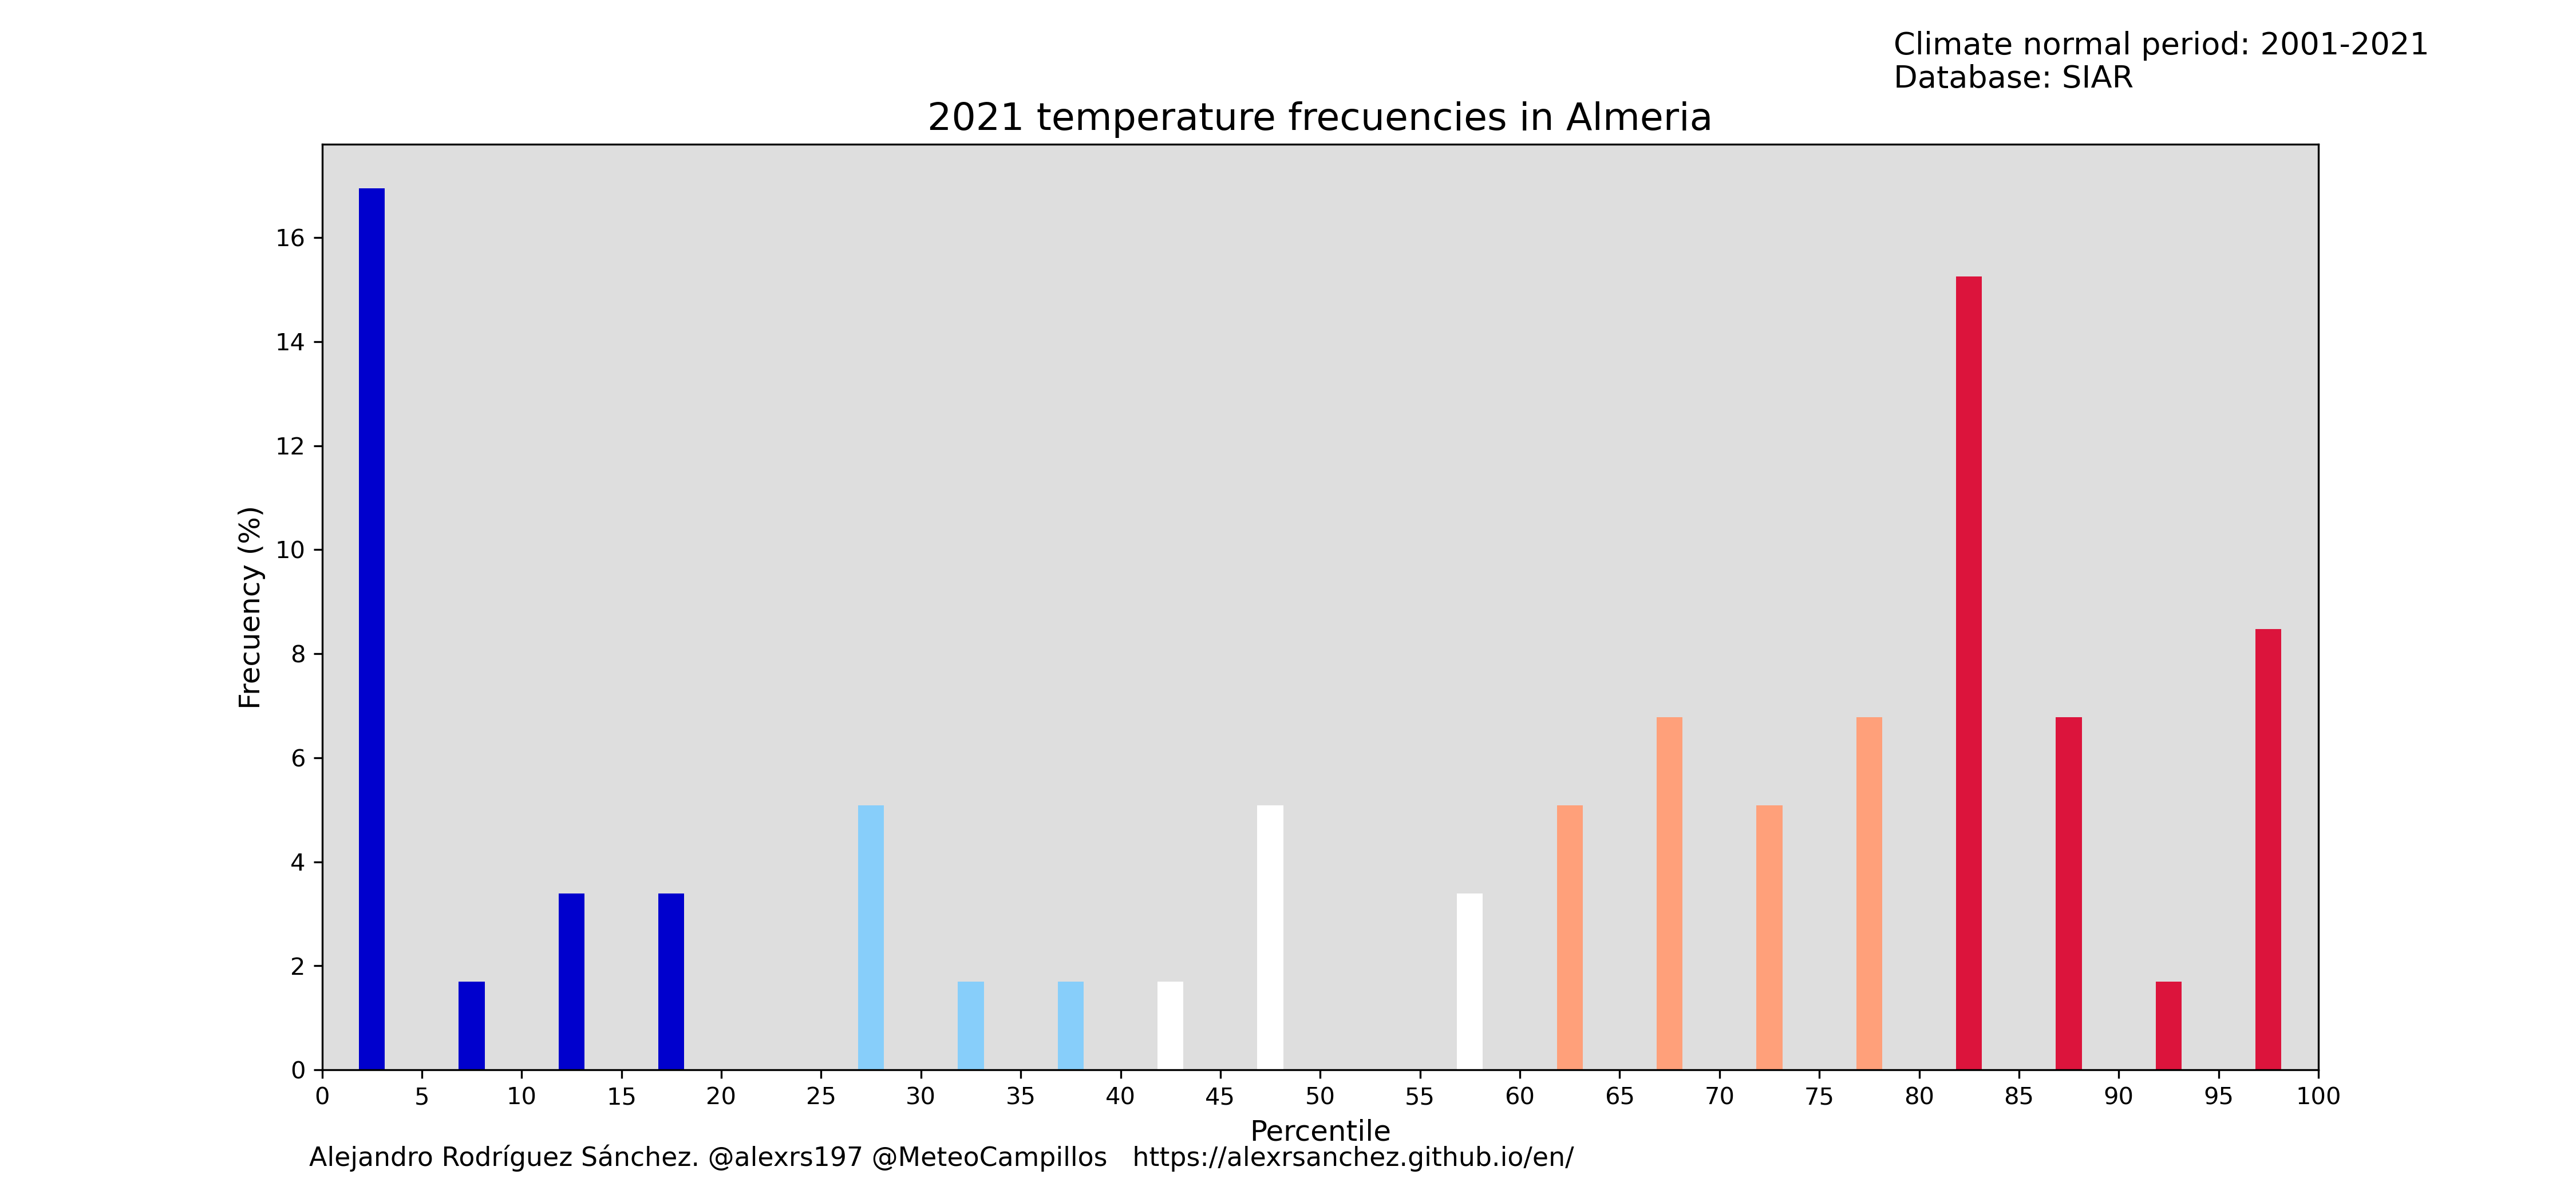 Climate normal period: 2001-2021
Database: SIAR
2021 temperature frecuencies in Almeria
Frecuency (%)
16
14
12
10
8
6
4
2
0
0 5 10 15 20 25 30 35 40 45 50 55 60 65 70 75 80 85 90 95 100
Percentile
Alejandro Rodríguez Sánchez. @alexrs197 @MeteoCampillos https://alexrsanchez.github.io/en/